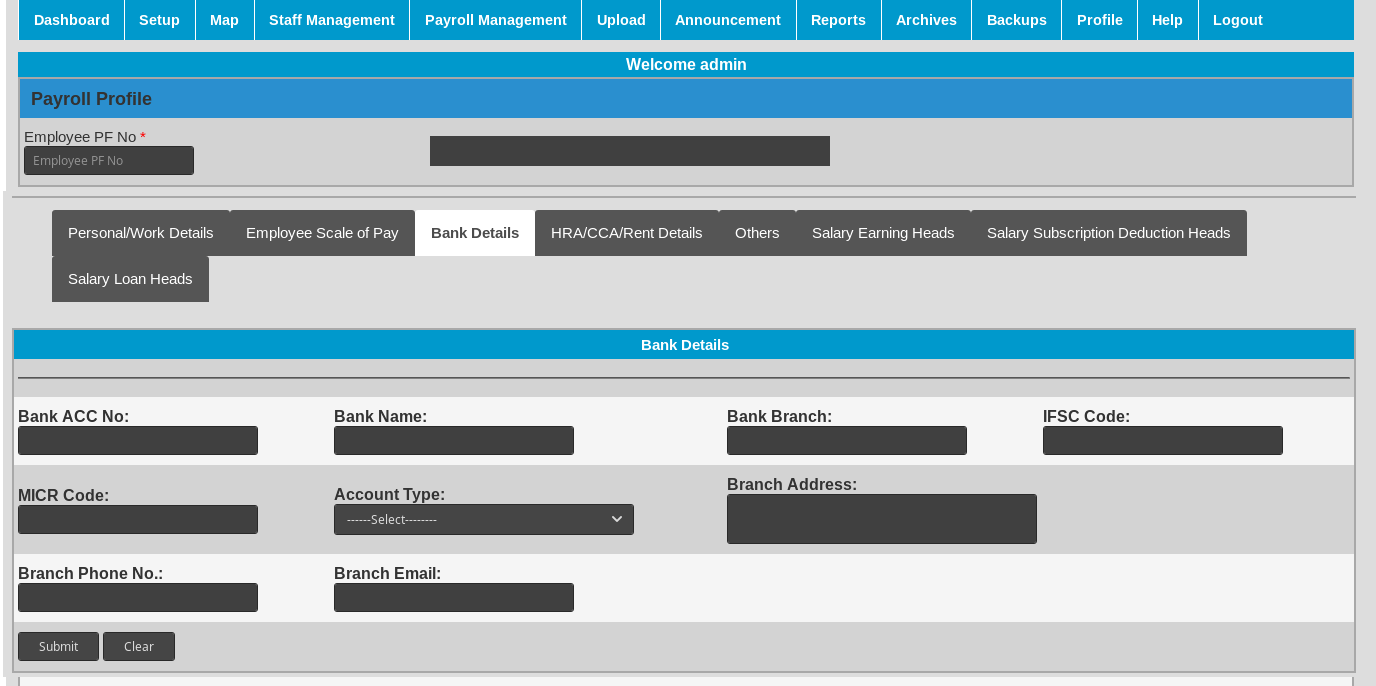 Dashboard Setup Map Staff Management Payroll Management Upload Announcement Reports Archives Backups Profile Help Logout
Welcome admin
Payroll Profile
Employee PF No *
Employee PF No
Personal/Work Details Employee Scale of Pay Bank Details HRA/CCA/Rent Details Others Salary Earning Heads Salary Subscription Deduction Heads
Salary Loan Heads
Bank Details
Bank ACC No: Bank Name: Bank Branch: IFSC Code:
MICR Code: Account Type: Branch Address:
------Select--------
Branch Phone No.: Branch Email:
Submit Clear